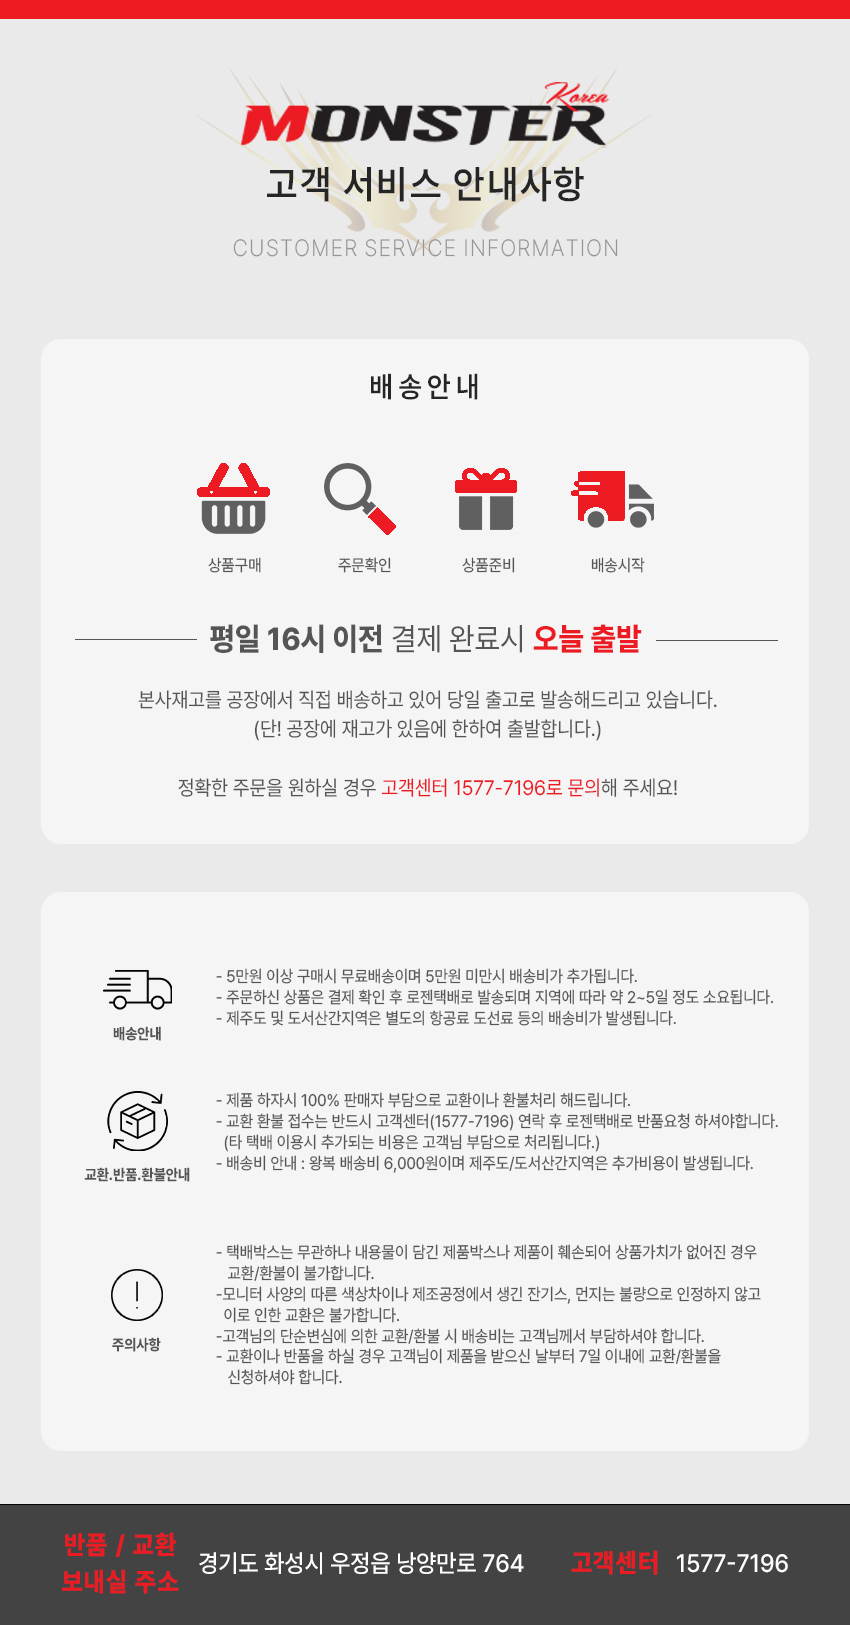 Korea
MONSTER
고객 서비스 안내사항
CUSTOMER SERVICE INFORMATION
배송안내
상품구매
주문확인
상품준비
배송시작
평일 16시 이전 결제 완료시 오늘 출발
본사재고를 공장에서 직접 배송하고 있어 당일 출고로 발송해드리고 있습니다.
(단! 공장에 재고가 있음에 한하여 출발합니다.)
정확한 주문을 원하실 경우 고객센터 1577-7196로 문의해 주세요!
배송안내
- 5만원 이상 구매시 무료배송이며 5만원 미만시 배송비가 추가됩니다.
- 주문하신 상품은 결제 확인 후 로젠택배로 발송되며 지역에 따라 약 2~5일 정도 소요됩니다.
- 제주도 및 도서산간지역은 별도의 항공료 도선료 등의 배송비가 발생됩니다.
교환.반품.환불안내
- 제품 하자시 100% 판매자 부담으로 교환이나 환불처리 해드립니다.
- 교환 환불 접수는 반드시 고객센터(1577-7196) 연락 후 로젠택배로 반품요청 하셔야합니다.
(타 택배 이용시 추가되는 비용은 고객님 부담으로 처리됩니다.)
- 배송비 안내 : 왕복 배송비 6,000원이며 제주도/도서산간지역은 추가비용이 발생됩니다.
주의사항
- 택배박스는 무관하나 내용물이 담긴 제품박스나 제품이 훼손되어 상품가치가 없어진 경우
교환/환불이 불가합니다.
-모니터 사양의 따른 색상차이나 제조공정에서 생긴 잔기스, 먼지는 불량으로 인정하지 않고
이로 인한 교환은 불가합니다.
-고객님의 단순변심에 의한 교환/환불 시 배송비는 고객님께서 부담하셔야 합니다.
- 교환이나 반품을 하실 경우 고객님이 제품을 받으신 날부터 7일 이내에 교환/환불을
신청하셔야 합니다.
반품 / 교환
보내실 주소
경기도 화성시 우정읍 낭양만로 764
고객센터 1577-7196